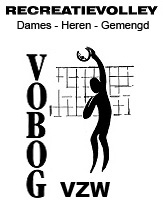 RECREATIEVOLLEY
Dames - Heren - Gemengd
VOBOG
VZW